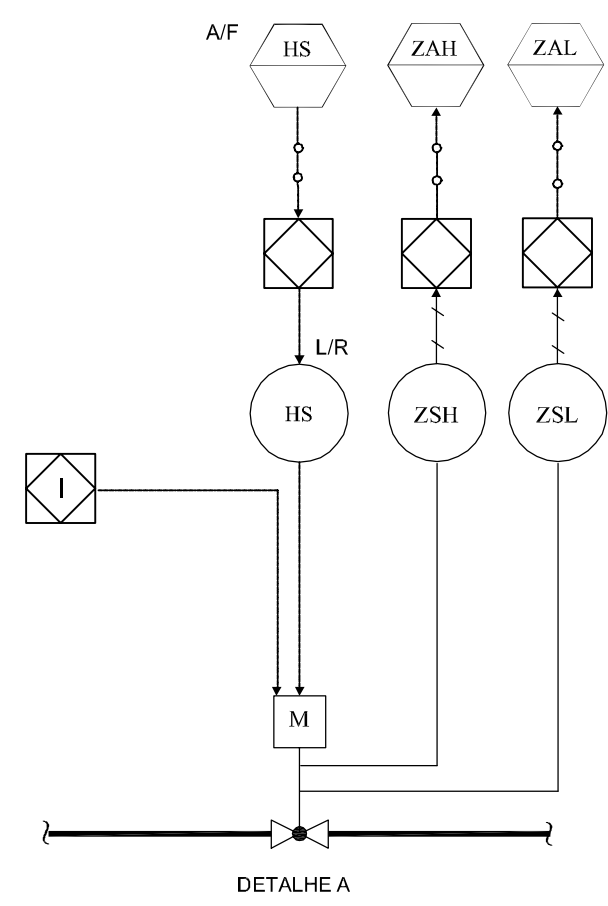 A/F
HS
ZAH
ZAL
L/R
HS
ZSH
ZSL
I
M
DETALHE A